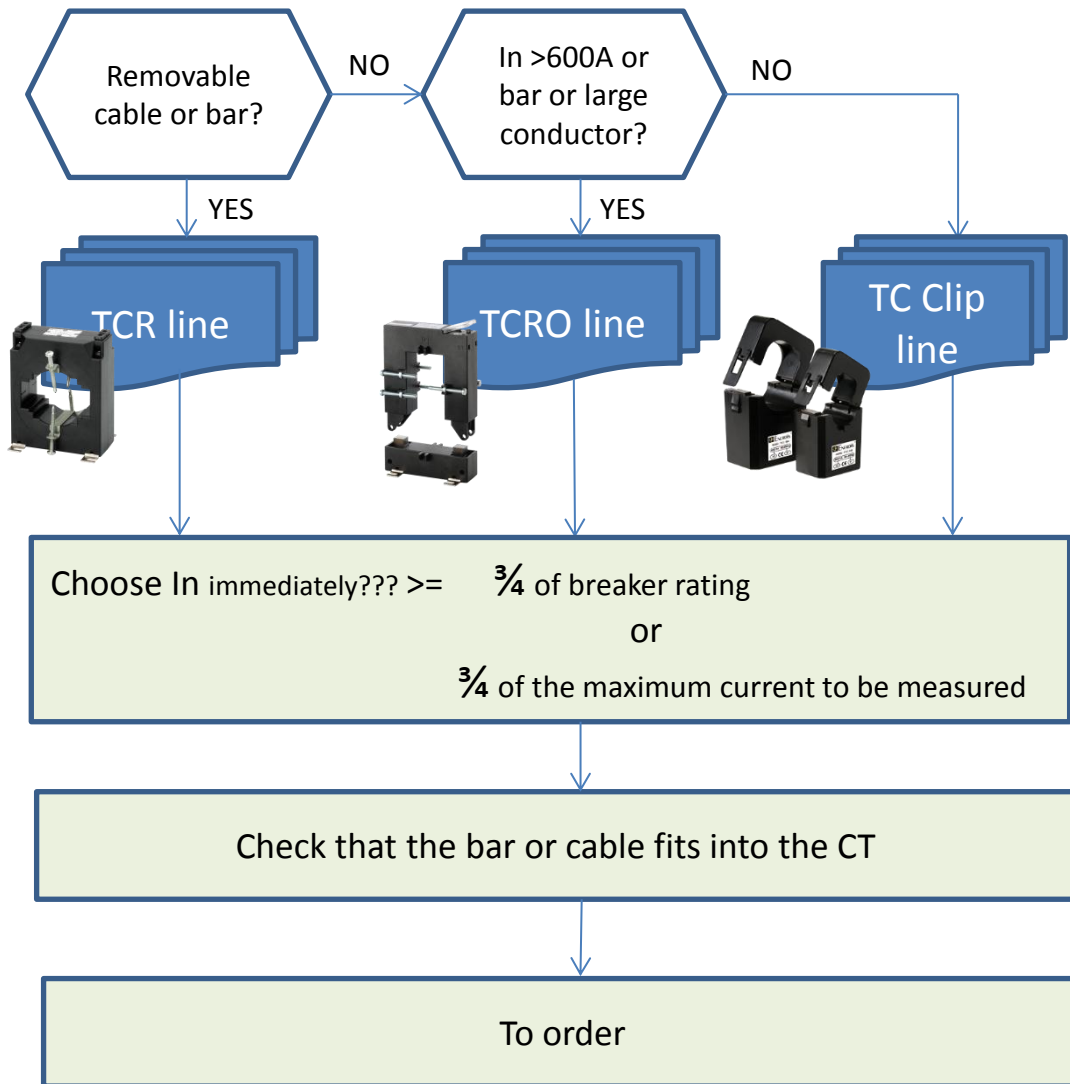 Removable
cable or bar?
NO
In >600A or
bar or large
conductor?
NO
YES
YES
TCR line
TCRO line
TC Clip
line
Choose In immediately??? >= ¾ of breaker rating
or
¾ of the maximum current to be measured
Check that the bar or cable fits into the CT
To order